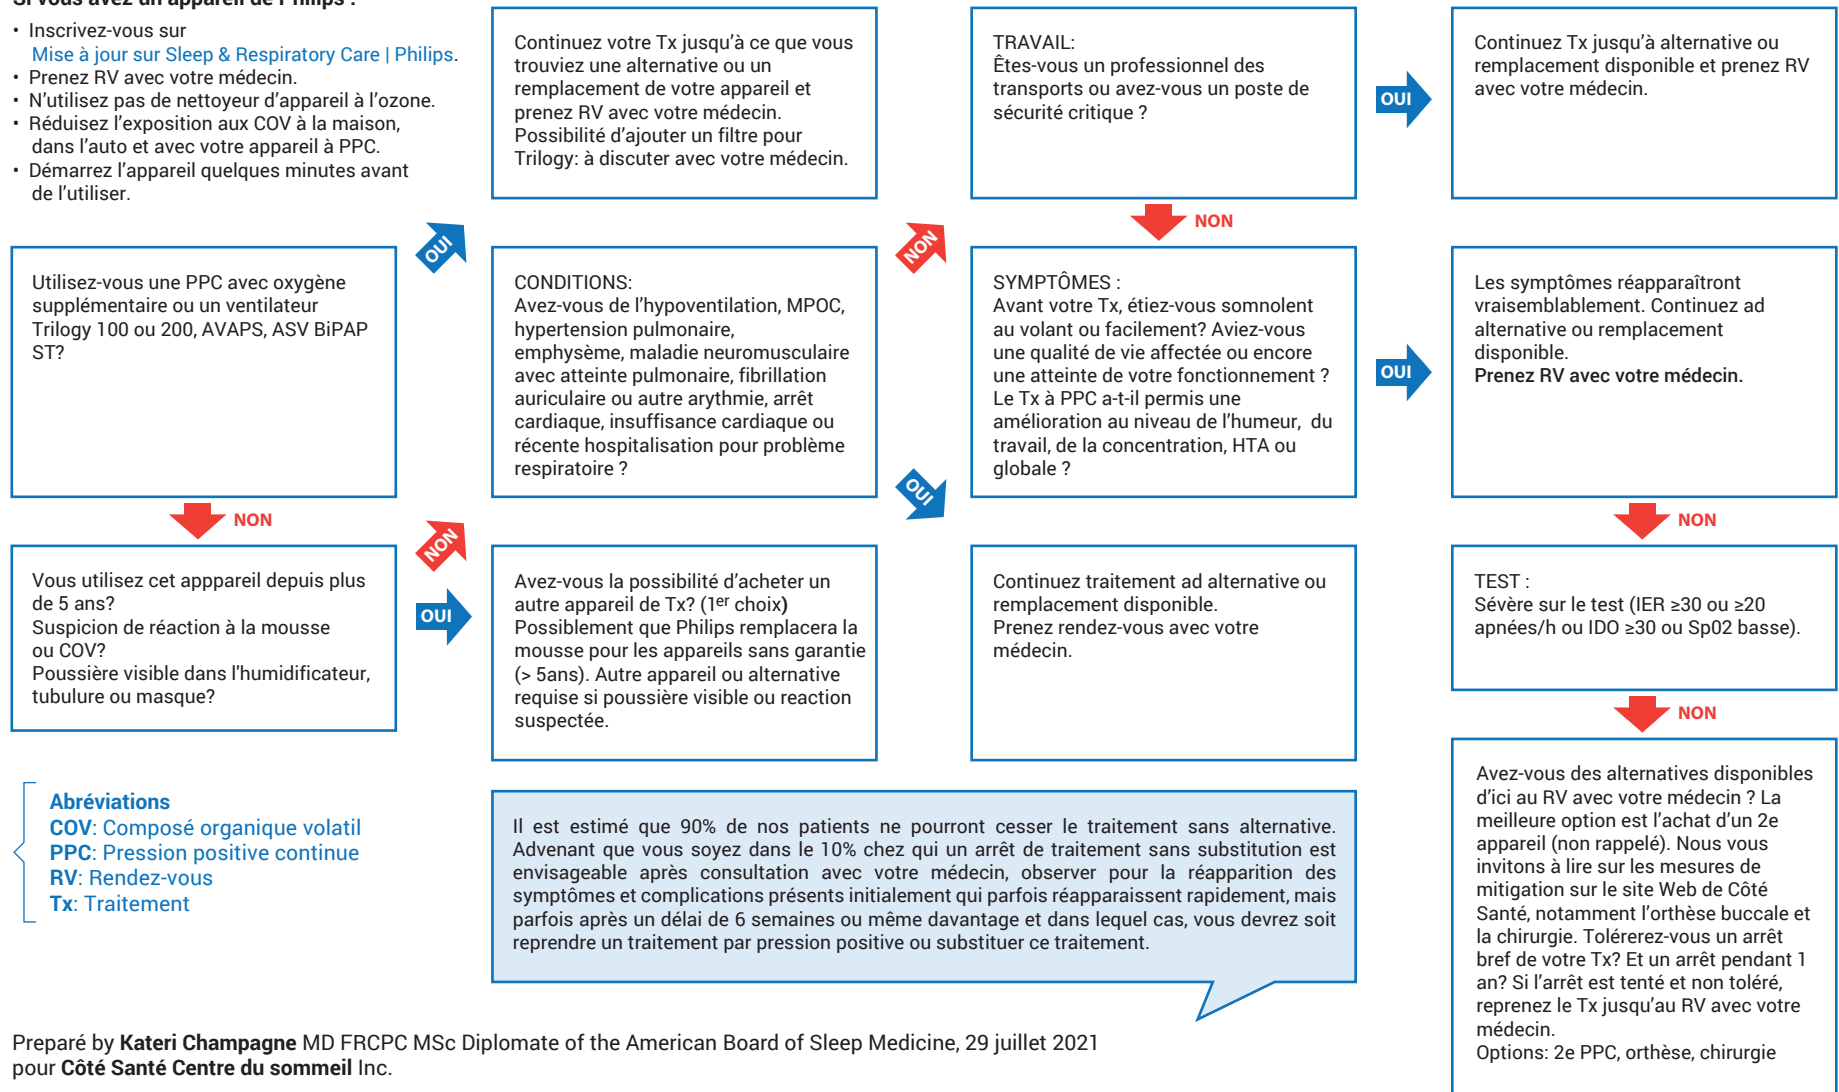 Si vous avez un appareil de Philips :
• Inscrivez-vous sur
Mise à jour sur Sleep & Respiratory Care | Philips.
• Prenez RV avec votre médecin.
• N'utilisez pas de nettoyeur d'appareil à l'ozone.
• Réduisez l'exposition aux COV à la maison,
dans l'auto et avec votre appareil à PPC.
• Démarrez l'appareil quelques minutes avant
de l'utiliser.
Continuez votre Tx jusqu'à ce que vous
trouviez une alternative ou un
remplacement de votre appareil et
prenez RV avec votre médecin.
Possibilité d'ajouter un filtre pour
Trilogy: à discuter avec votre médecin.
TRAVAIL:
Êtes-vous un professionnel des
transports ou avez-vous un poste de
sécurité critique ?
OUI
Continuez Tx jusqu'à alternative ou
remplacement disponible et prenez RV
avec votre médecin.
OUI
NON
NON
Utilisez-vous une PPC avec oxygène
supplémentaire ou un ventilateur
Trilogy 100 ou 200, AVAPS, ASV BiPAP
ST?
CONDITIONS:
Avez-vous de l'hypoventilation, MPOC,
hypertension pulmonaire,
emphysème, maladie neuromusculaire
avec atteinte pulmonaire, fibrillation
auriculaire ou autre arythmie, arrêt
cardiaque, insuffisance cardiaque ou
récente hospitalisation pour problème
respiratoire ?
SYMPTÔMES :
Avant votre Tx, étiez-vous somnolent
au volant ou facilement? Aviez-vous
une qualité de vie affectée ou encore
une atteinte de votre fonctionnement ?
Le Tx à PPC a-t-il permis une
amélioration au niveau de l'humeur, du
travail, de la concentration, HTA ou
globale ?
OUI
Les symptômes réapparaîtront
vraisemblablement. Continuez ad
alternative ou remplacement
disponible.
Prenez RV avec votre médecin.
NON
NON
OUI
NON
Vous utilisez cet apppareil depuis plus
de 5 ans?
Suspicion de réaction à la mousse
ou COV?
Poussière visible dans l'humidificateur,
tubulure ou masque?
OUI
Avez-vous la possibilité d'acheter un
autre appareil de Tx? (1er choix)
Possiblement que Philips remplacera la
mousse pour les appareils sans garantie
(> 5ans). Autre appareil ou alternative
requise si poussière visible ou reaction
suspectée.
Continuez traitement ad alternative ou
remplacement disponible.
Prenez rendez-vous avec votre
médecin.
TEST :
Sévère sur le test (IER ≥30 ou ≥20
apnées/h ou IDO ≥30 ou Sp02 basse).
NON
Abréviations
COV: Composé organique volatil
PPC: Pression positive continue
RV: Rendez-vous
Tx: Traitement
Il est estimé que 90% de nos patients ne pourront cesser le traitement sans alternative.
Advenant que vous soyez dans le 10% chez qui un arrêt de traitement sans substitution est
envisageable après consultation avec votre médecin, observer pour la réapparition des
symptômes et complications présents initialement qui parfois réapparaissent rapidement, mais
parfois après un délai de 6 semaines ou même davantage et dans lequel cas, vous devrez soit
reprendre un traitement par pression positive ou substituer ce traitement.
Avez-vous des alternatives disponibles
d'ici au RV avec votre médecin ? La
meilleure option est l'achat d'un 2e
appareil (non rappelé). Nous vous
invitons à lire sur les mesures de
mitigation sur le site Web de Côté
Santé, notamment l'orthèse buccale et
la chirurgie. Tolérerez-vous un arrêt
bref de votre Tx? Et un arrêt pendant 1
an? Si l'arrêt est tenté et non toléré,
reprenez le Tx jusqu'au RV avec votre
médecin.
Options: 2e PPC, orthèse, chirurgie
Preparé by Kateri Champagne MD FRCPC MSc Diplomate of the American Board of Sleep Medicine, 29 juillet 2021
pour Côté Santé Centre du sommeil Inc.